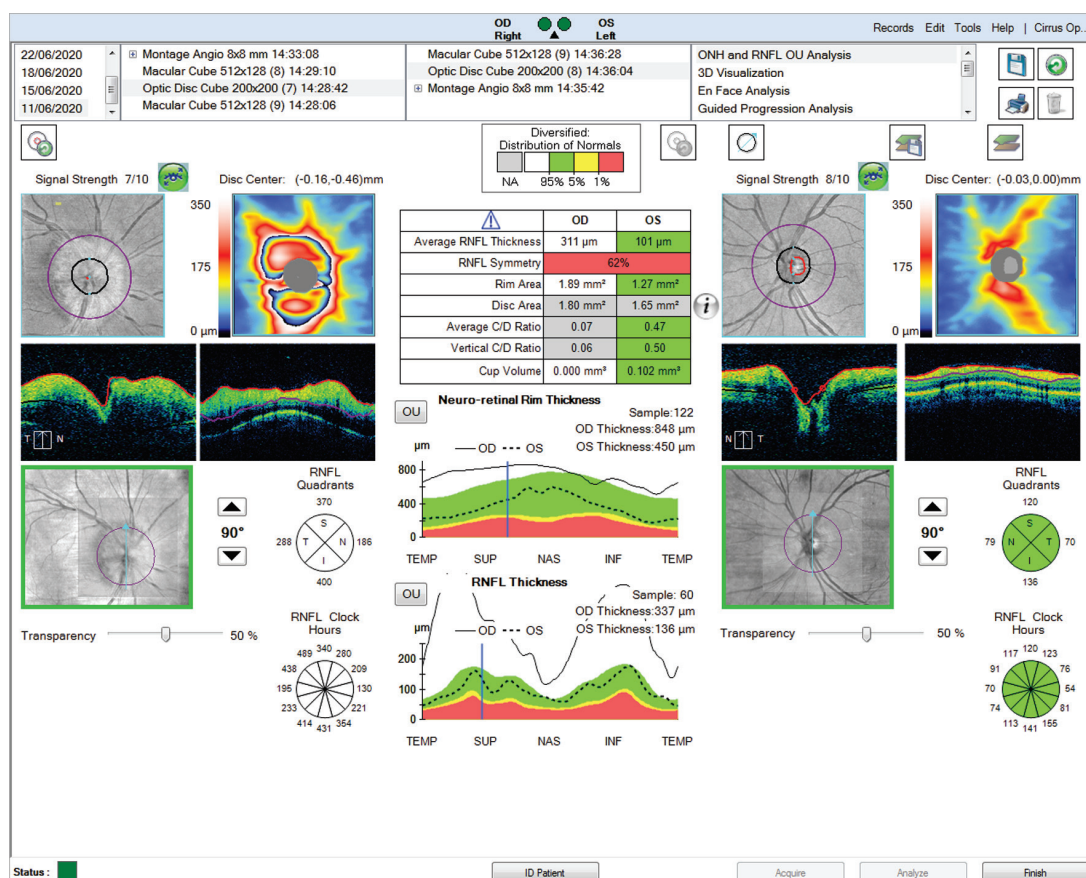 OD Right
OS Left
Records Edit Tools Help | Cirrus Op..
22/06/2020
18/06/2020
15/06/2020
11/06/2020
Montage Angio 8x8 mm 14:33:08
Macular Cube 512x128 (8) 14:29:10
Optic Disc Cube 200x200 (7) 14:28:42
Macular Cube 512x128 (9) 14:28:06
Macular Cube 512x128 (9) 14:36:28
Optic Disc Cube 200x200 (8) 14:36:04
Montage Angio 8x8 mm 14:35:42
ONH and RNFL OU Analysis
3D Visualization
En Face Analysis
Guided Progression Analysis
Diversified:
Distribution of Normals
NA 95% 5% 1%
Signal Strength 7/10
Disc Center: (-0.16,-0.46)mm
350
175
0 µm
T N
OD OS
Average RNFL Thickness 311 µm 101 µm
RNFL Symmetry 62%
Rim Area 1.89 mm² 1.27 mm²
Disc Area 1.80 mm² 1.65 mm²
Average C/D Ratio 0.07 0.47
Vertical C/D Ratio 0.06 0.50
Cup Volume 0.000 mm³ 0.102 mm³
i
Signal Strength 8/10
Disc Center: (-0.03,0.00)mm
350
175
0 µm
N T
OU
Neuro-retinal Rim Thickness
Sample:122
OD Thickness:848 µm
OS Thickness:450 µm
µm
OD OS
800
400
0
TEMP SUP NAS INF TEMP
OU
RNFL Thickness
Sample: 60
OD Thickness:337 µm
OS Thickness:136 µm
µm
OD OS
200
100
0
TEMP SUP NAS INF TEMP
90°
RNFL
Quadrants
370
288 S T N I 186
400
Transparency 50 %
RNFL Clock
Hours
489 340 280
438 209
195 130
233 221
414 431 354
90°
RNFL
Quadrants
120
79 S N T I 70
136
Transparency 50 %
RNFL Clock
Hours
117 120 123
91 76
70 54
74 81
113 141 155
Status :
ID Patient
Acquire
Analyze
Finish